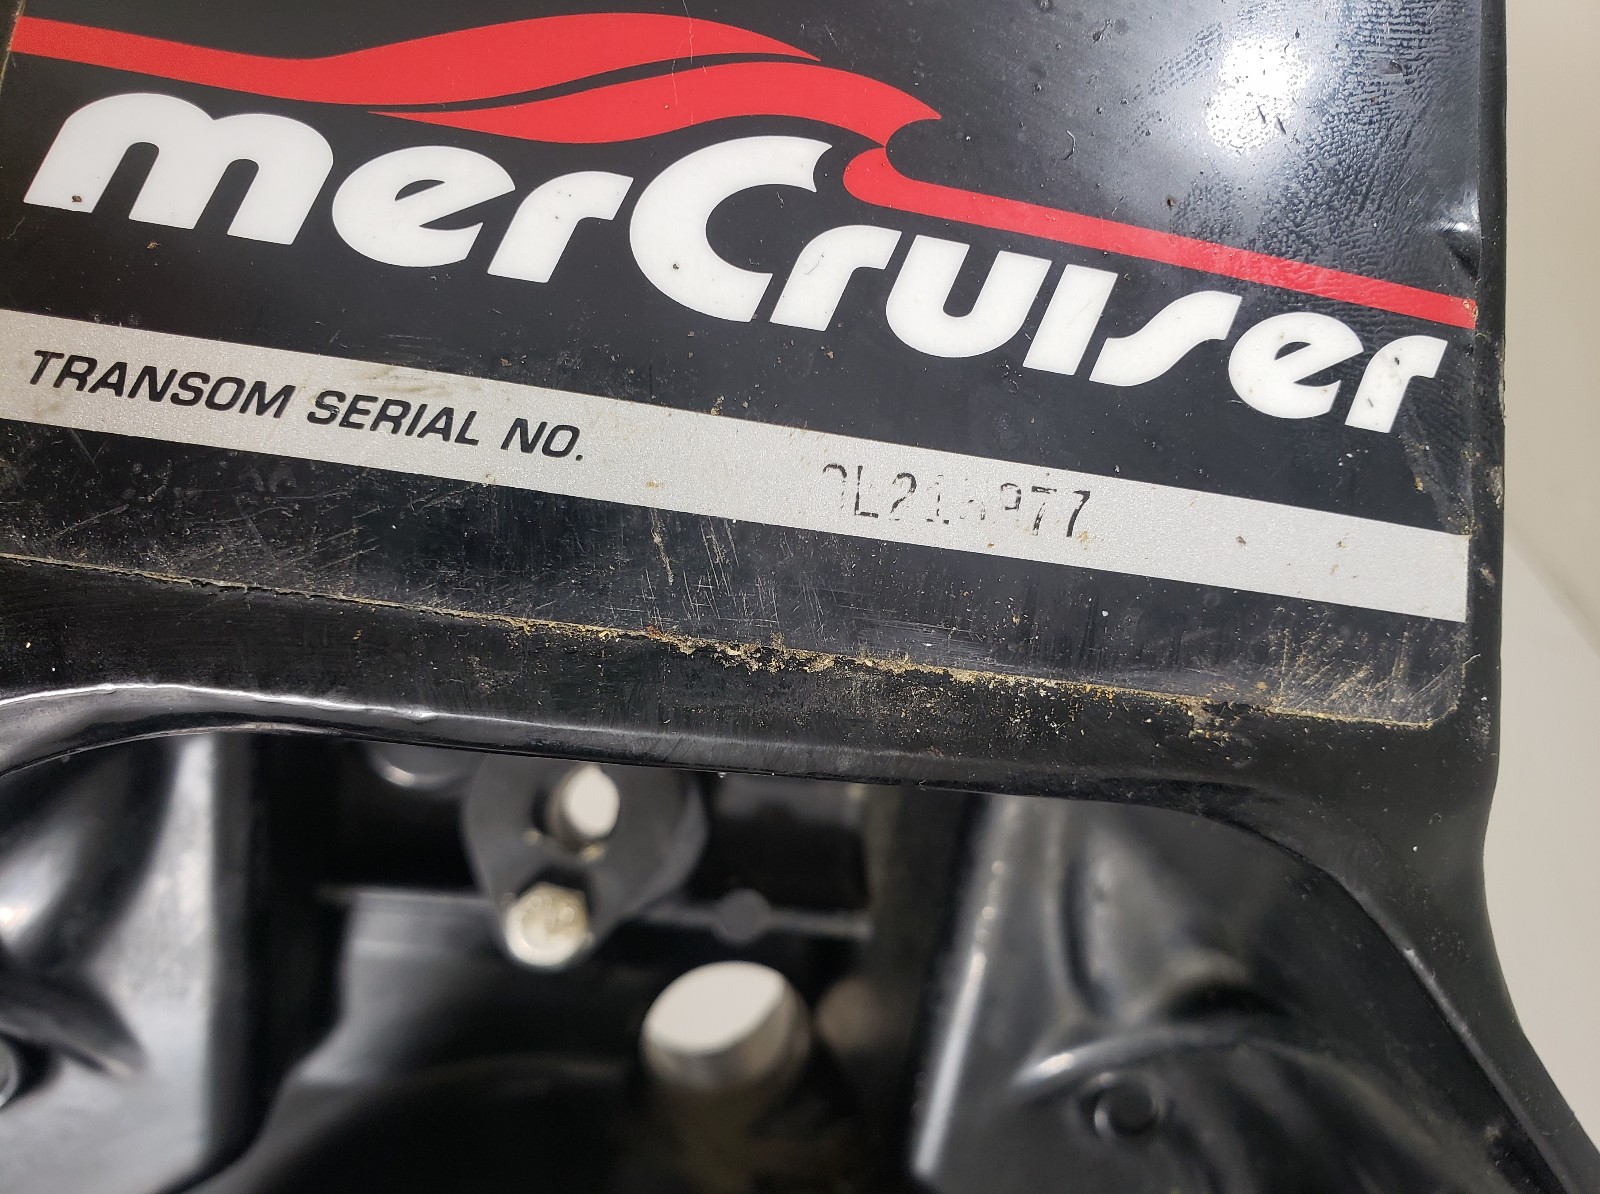 merCruiser
TRANSOM SERIAL NO.